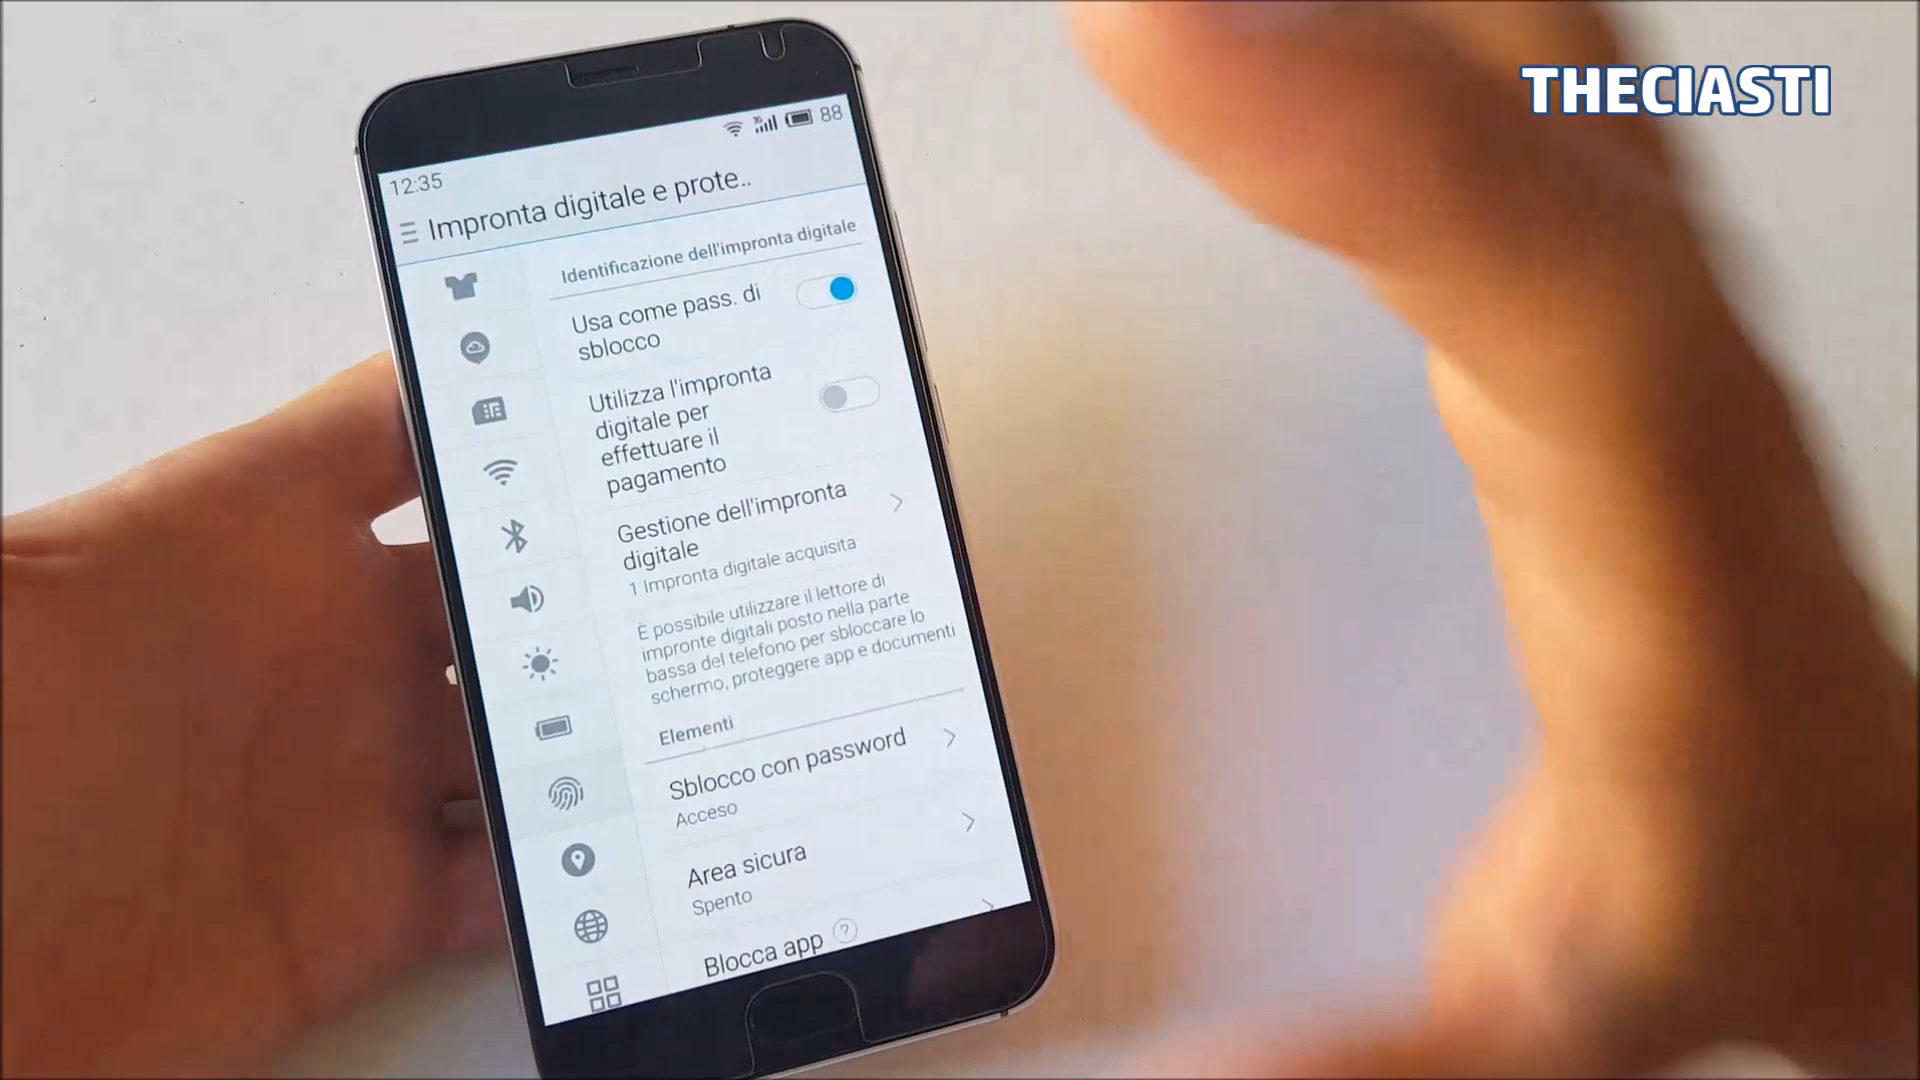 THECIASTI
88
12:35
Impronta digitale e prote..
Identificazione dell'impronta digitale
Usa come pass. di
sblocco
Utilizza l'impronta
digitale per
effettuare il
pagamento
Gestione dell'impronta
digitale
1 Impronta digitale acquisita
È possibile utilizzare il lettore di
impronte digitali posto nella parte
bassa del telefono per sbloccare lo
schermo, proteggere app e documenti
Elementi
Sblocco con password
Acceso
Area sicura
Spento
Blocca app ?